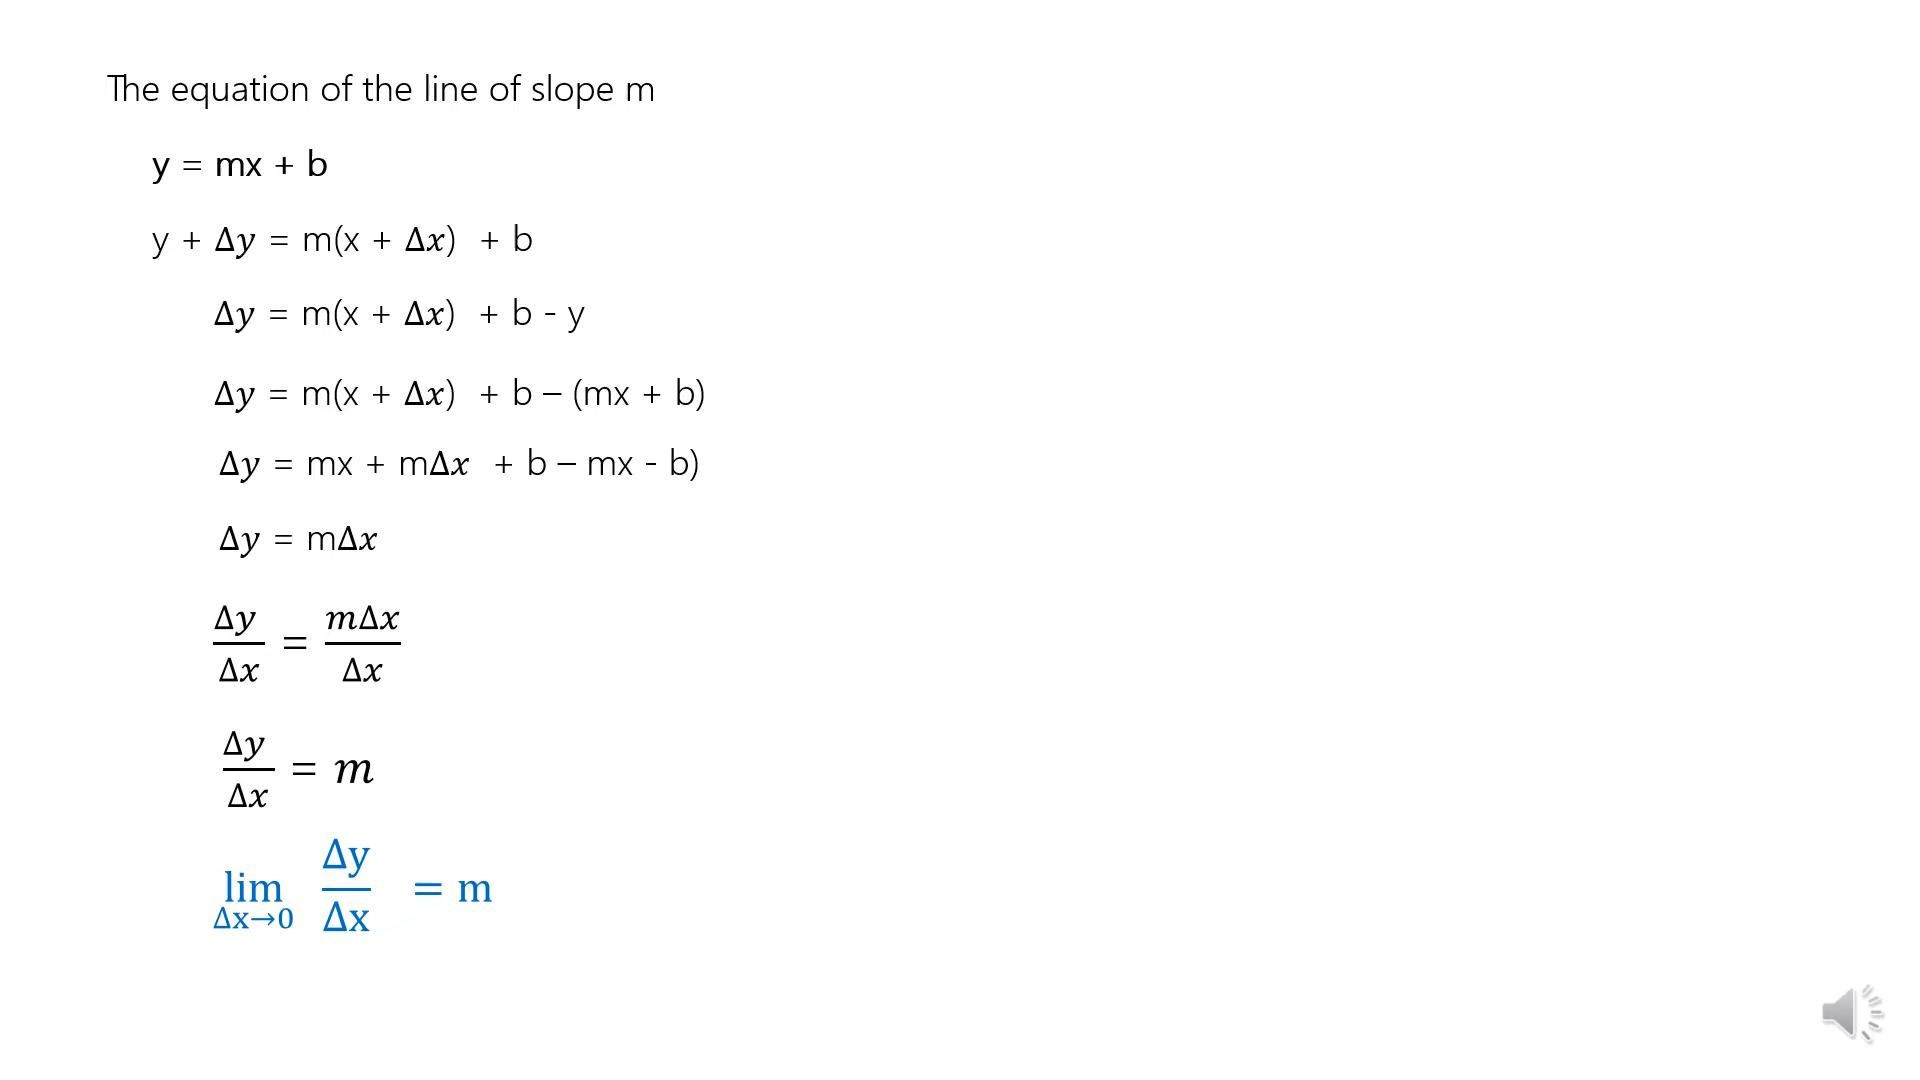 The equation of the line of slope m
y = mx + b
y + Δy = m(x + Δx) + b
Δy = m(x + Δx) + b - y
Δy = m(x + Δx) + b – (mx + b)
Δy = mx + mΔx + b – mx - b)
Δy = mΔx
Δy/Δx = mΔx/Δx
Δy/Δx = m
lim Δx→0 Δy/Δx = m